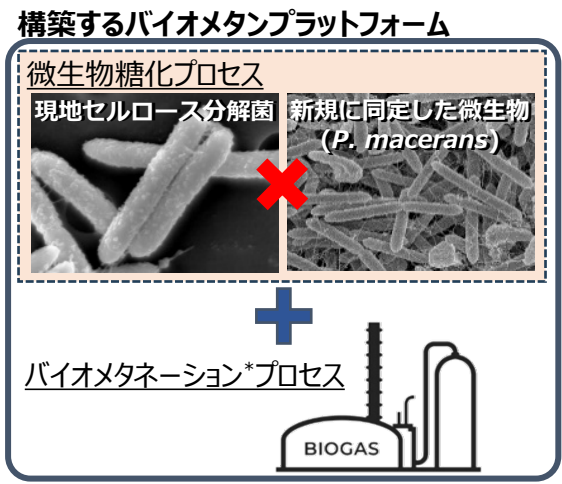 構築するバイオメタンプラットフォーム
微生物糖化プロセス
現地セルロース分解菌
新規に同定した微生物
(P. macerans)
バイオメタネーション*プロセス
BIOGAS